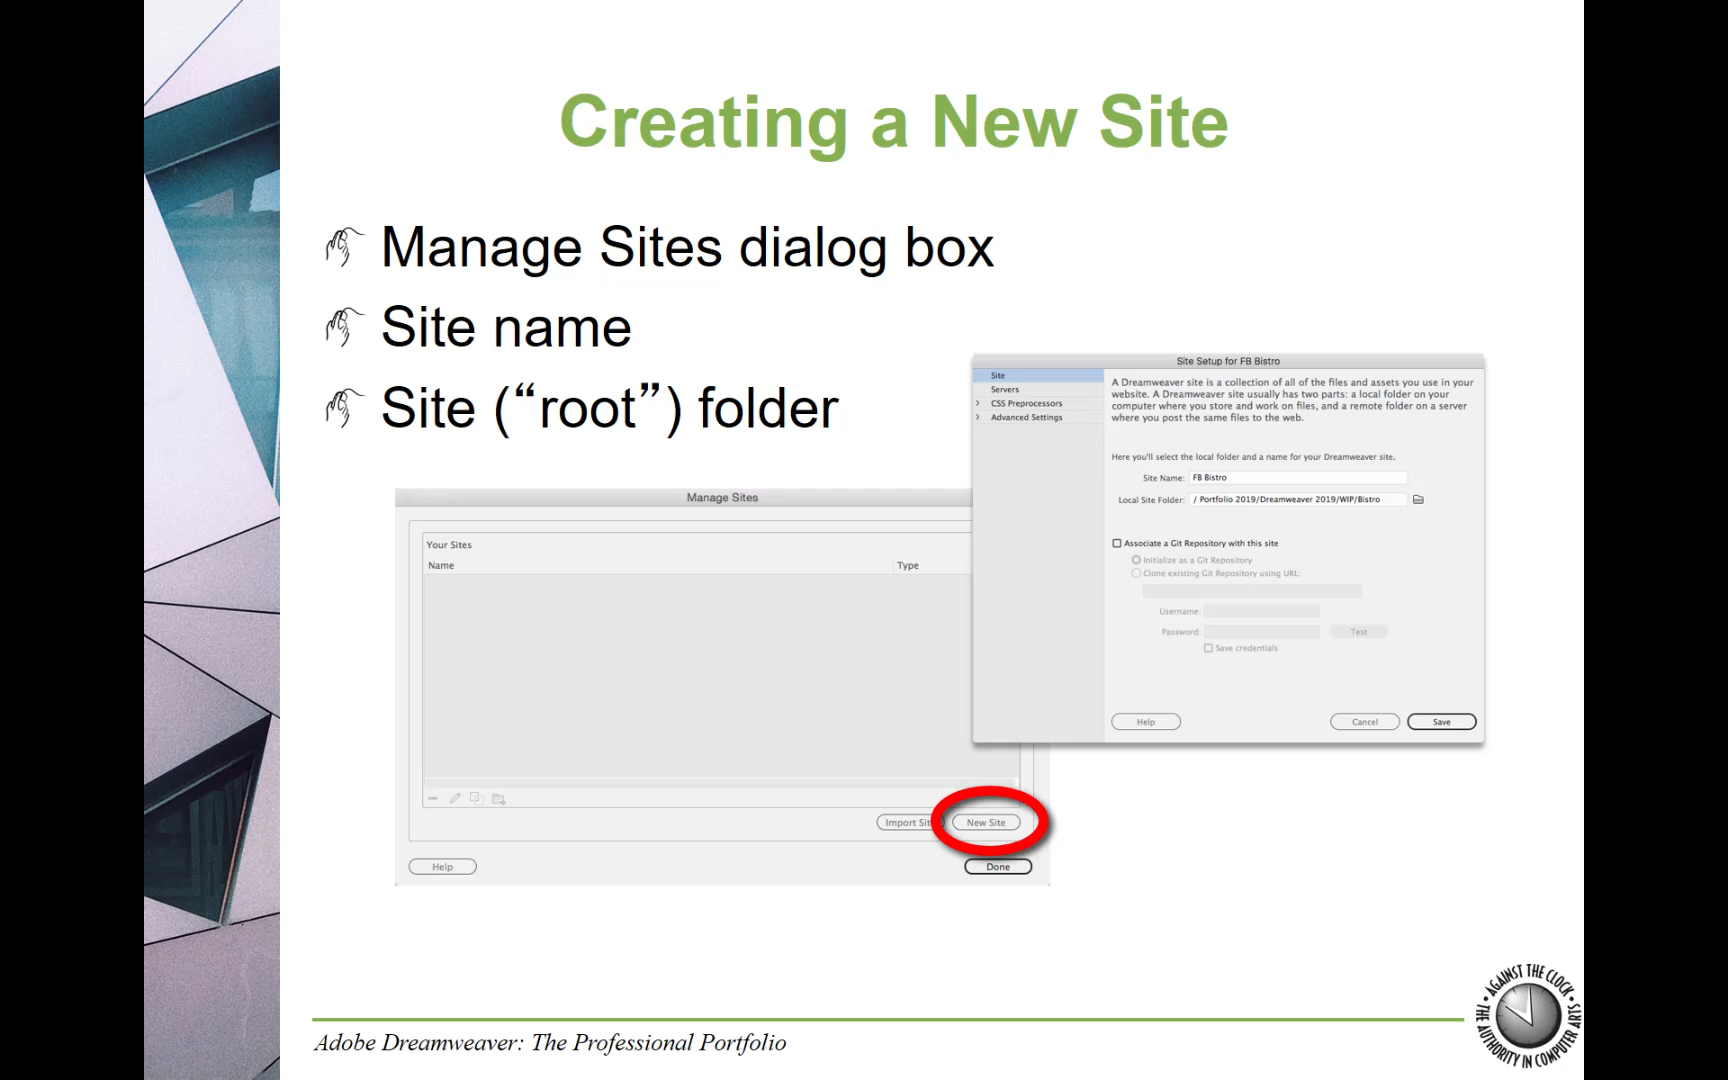 Creating a New Site
Manage Sites dialog box
Site name
Site (“root”) folder
Manage Sites
Your Sites
Name Type
Import Sit
New Site
Help
Done
Site Setup for FB Bistro
Site
Servers
CSS Preprocessors
Advanced Settings
A Dreamweaver site is a collection of all of the files and assets you use in your
website. A Dreamweaver site usually has two parts: a local folder on your
computer where you store and work on files, and a remote folder on a server
where you post the same files to the web.
Here you'll select the local folder and a name for your Dreamweaver site.
Site Name: FB Bistro
Local Site Folder: / Portfolio 2019/Dreamweaver 2019/WIP/Bistro
Associate a Git Repository with this site
Initialize as a Git Repository
Clone existing Git Repository using URL:
Username:
Password: Test
Save credentials
Help Cancel Save
Adobe Dreamweaver: The Professional Portfolio
• AGAINST THE CLOCK •
THE AUTHORITY IN COMPUTER ARTS